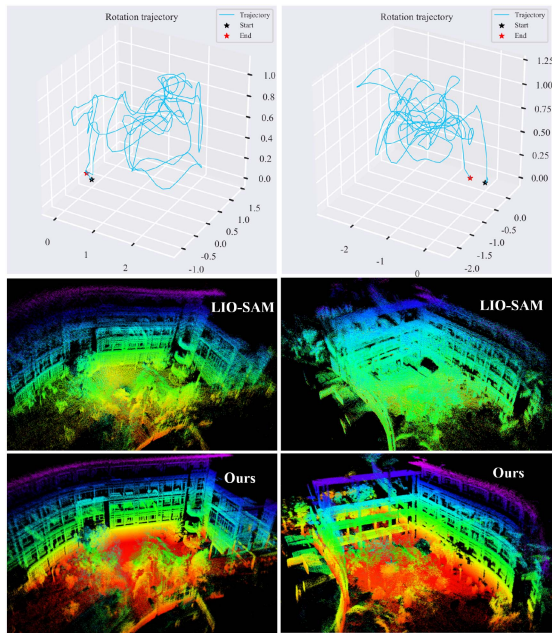 Rotation trajectory
Trajectory
Start
End
1.0
0.8
0.6
0.4
0.2
0.0
1.5
1.0
0.5
0.0
-0.5
-1.0
0
1
2
Rotation trajectory
Trajectory
Start
End
1.25
1.00
0.75
0.50
0.25
0.00
0.0
-0.5
-1.0
-1.5
-2.0
-2
-1
0
LIO-SAM
LIO-SAM
Ours
Ours